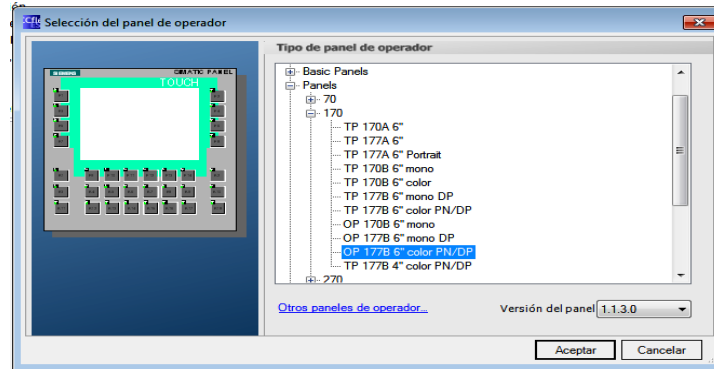 Selección del panel de operador
Tipo de panel de operador
SIEMENS
SIMATIC PANEL
TOUCH
Basic Panels
Panels
70
170
TP 170A 6"
TP 177A 6"
TP 177A 6" Portrait
TP 170B 6" mono
TP 170B 6" color
TP 177B 6" mono DP
TP 177B 6" color PN/DP
OP 170B 6" mono
OP 177B 6" mono DP
OP 177B 6" color PN/DP
TP 177B 4" color PN/DP
270
Otros paneles de operador...
Versión del panel 1.1.3.0
Aceptar
Cancelar